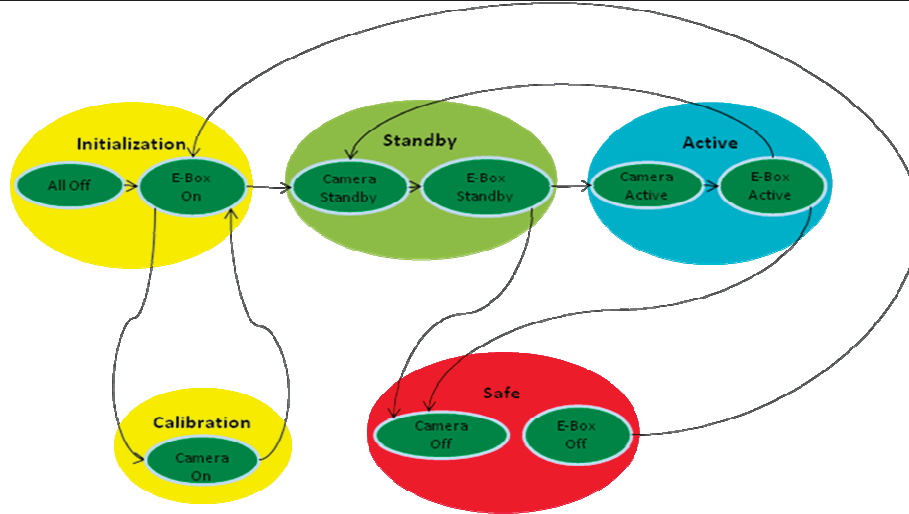 Initialization
All Off
E-Box
On
Standby
Camera
Standby
E-Box
Standby
Active
Camera
Active
E-Box
Active
Calibration
Camera
On
Safe
Camera
Off
E-Box
Off